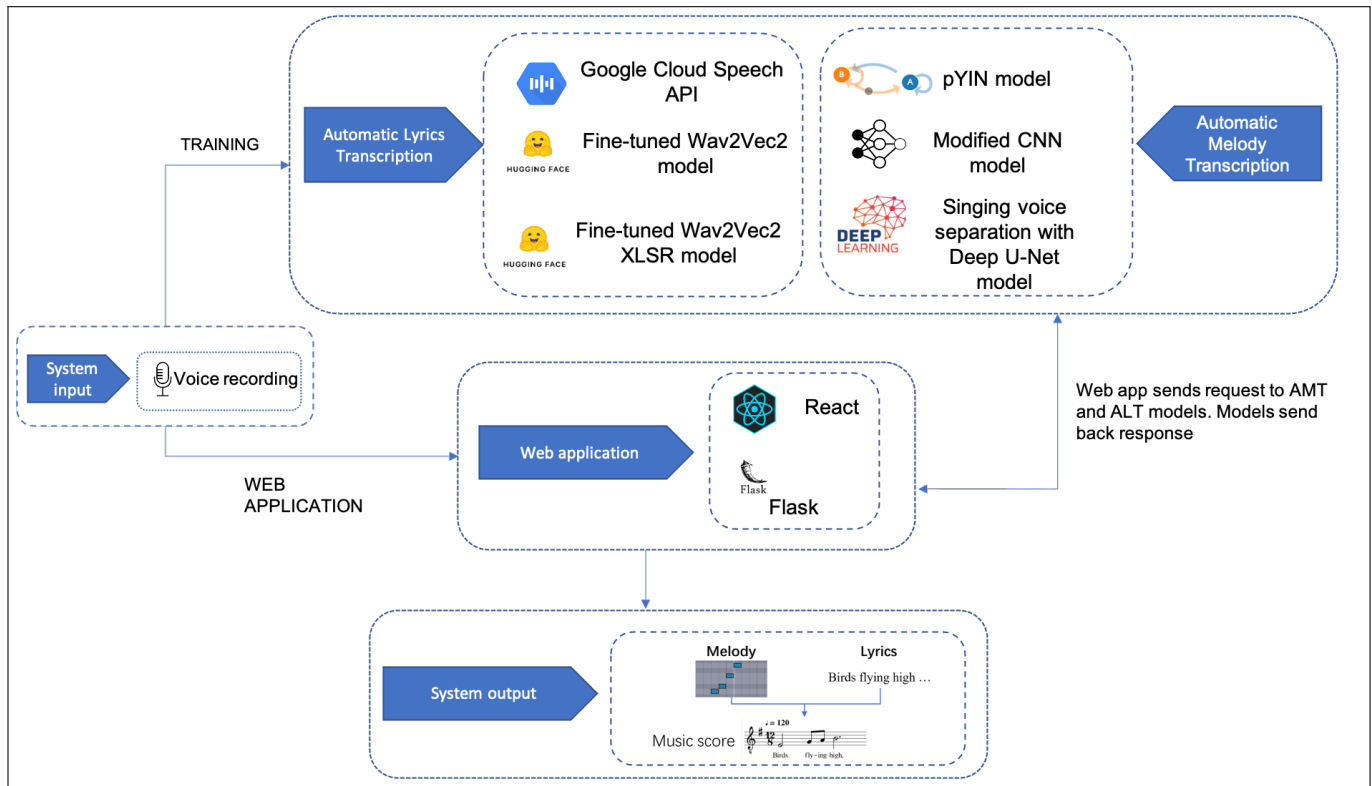 Google Cloud Speech
API
Fine-tuned Wav2Vec2
model
HUGGING FACE
Fine-tuned Wav2Vec2
XLSR model
HUGGING FACE
B
A
pYIN model
Modified CNN
model
DEEP
LEARNING
Singing voice
separation with
Deep U-Net
model
Automatic Lyrics
Transcription
Automatic
Melody
Transcription
TRAINING
System
input
Voice recording
WEB
APPLICATION
Web application
React
Flask
Flask
Web app sends request to AMT
and ALT models. Models send
back response
System output
Melody
Lyrics
Birds flying high ...
Music score
♩ = 120
12
8
Birds fly-ing high,